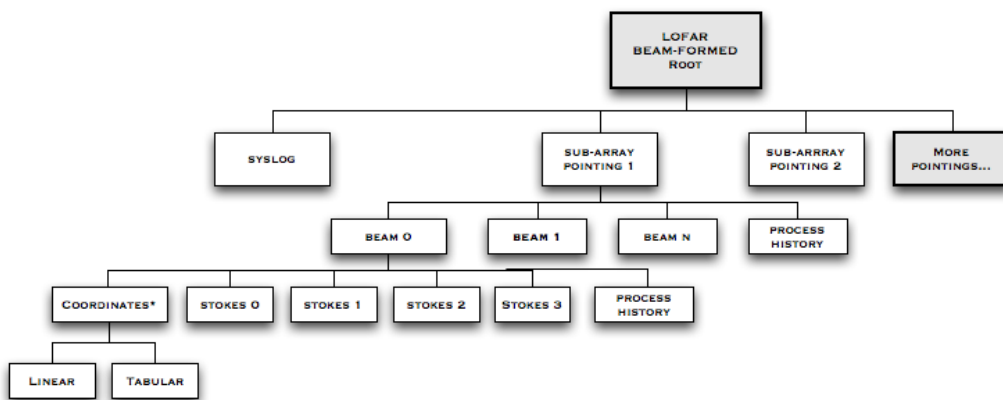 LOFAR
BEAM-FORMED
ROOT
SYSLOG
SUB-ARRAY
POINTING 1
SUB-ARRRAY
POINTING 2
MORE
POINTINGS...
BEAM 0
BEAM 1
BEAM N
PROCESS
HISTORY
COORDINATES*
STOKES 0
STOKES 1
STOKES 2
STOKES 3
PROCESS
HISTORY
LINEAR
TABULAR